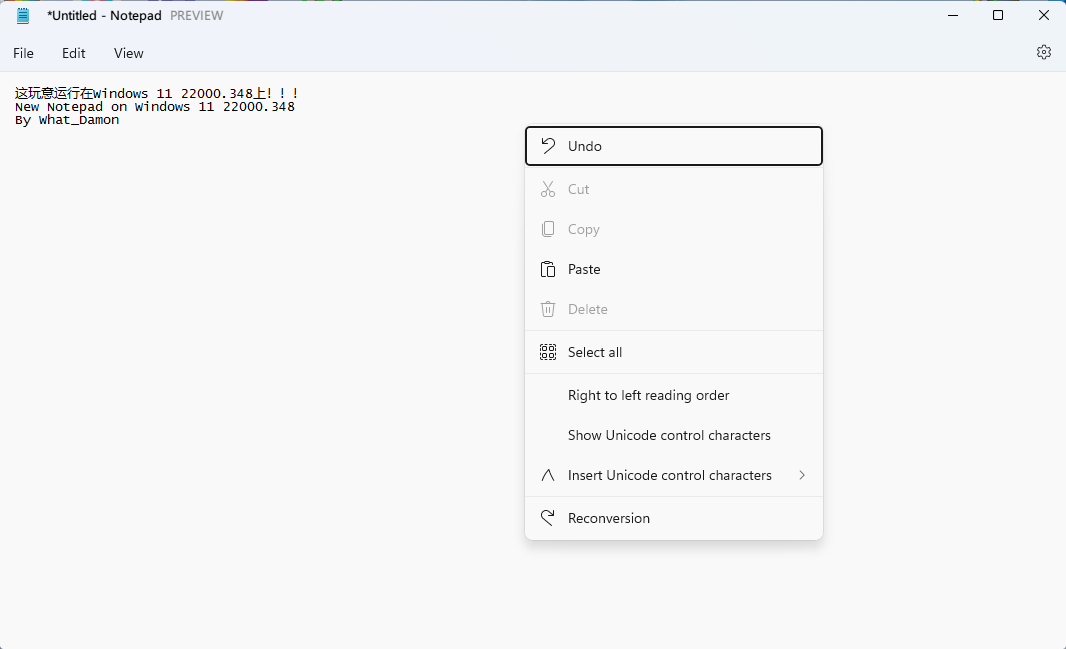 *Untitled - Notepad PREVIEW
File Edit View
这玩意运行在Windows 11 22000.348上！！！
New Notepad on Windows 11 22000.348
By What_Damon
Undo
Cut
Copy
Paste
Delete
Select all
Right to left reading order
Show Unicode control characters
Insert Unicode control characters
Reconversion